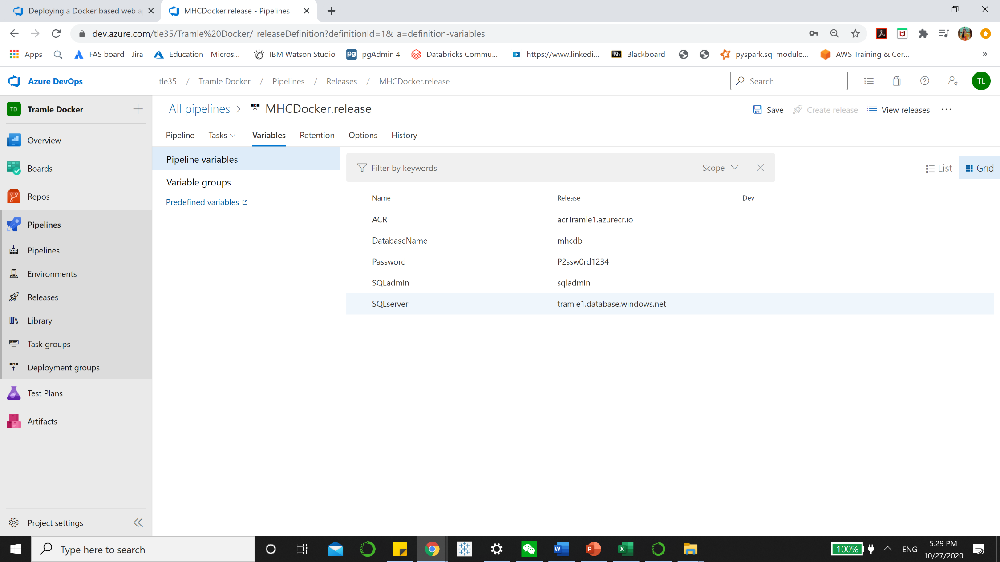 Deploying a Docker based web a
MHCDocker.release - Pipelines
dev.azure.com/tle35/Tramle%20Docker/_releaseDefinition?definitionId=1&_a=definition-variables
Apps
FAS board - Jira
Education - Micros...
IBM Watson Studio
pg
pgAdmin 4
Databricks Commu...
https://www.linkedi...
Bb
Blackboard
pyspark.sql module...
AWS Training & Cer...
»
Azure DevOps
tle35 / Tramle Docker / Pipelines / Releases / MHCDocker.release
Search
TL
TD
Tramle Docker
All pipelines > MHCDocker.release
Save
Create release
View releases
...
Pipeline
Tasks
Variables
Retention
Options
History
Overview
Boards
Repos
Pipelines
Pipelines
Environments
Releases
Library
Task groups
Deployment groups
Test Plans
Artifacts
Project settings
Pipeline variables
Variable groups
Predefined variables
Filter by keywords
Scope
List
Grid
Name Release Dev
ACR acrTramle1.azurecr.io
DatabaseName mhcdb
Password P2ssw0rd1234
SQLadmin sqladmin
SQLserver tramle1.database.windows.net
Type here to search
W
P
X
100%
ENG
5:29 PM
10/27/2020